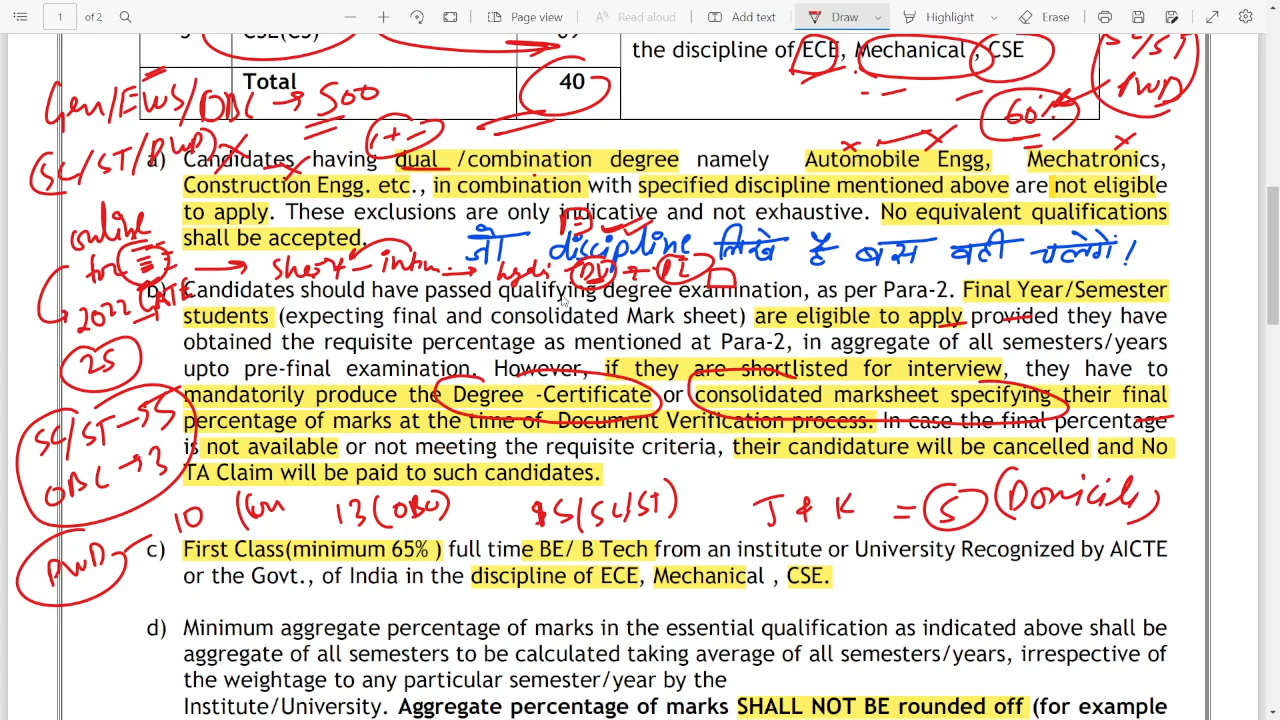 1 of 2 Page view Read aloud Add text Draw Highlight Erase
CSE(CS)
the discipline of ECE, Mechanical , CSE
SC/ST
PWD
Total 40
60%
Gen/EWS/OBC → 500
(SC/ST/PWD) ×
a) Candidates having dual /combination degree namely Automobile Engg, Mechatronics,
Construction Engg. etc., in combination with specified discipline mentioned above are not eligible
to apply. These exclusions are only indicative and not exhaustive. No equivalent qualifications
shall be accepted.
जो discipline लिखे है बस वही चलेगे!
online
for → short - intim → DV + PI
2022 GATE
b) Candidates should have passed qualifying degree examination, as per Para-2. Final Year/Semester
students (expecting final and consolidated Mark sheet) are eligible to apply provided they have
obtained the requisite percentage as mentioned at Para-2, in aggregate of all semesters/years
upto pre-final examination. However, if they are shortlisted for interview, they have to
mandatorily produce the Degree -Certificate or consolidated marksheet specifying their final
percentage of marks at the time of Document Verification process. In case the final percentage
is not available or not meeting the requisite criteria, their candidature will be cancelled and No
TA Claim will be paid to such candidates.
25
SC/ST-5
OBC → 3
10 (Gen 13 (OBC) 5(SC/ST) J & K = 5 (Domicile)
PWD
c) First Class(minimum 65% ) full time BE/ B Tech from an institute or University Recognized by AICTE
or the Govt., of India in the discipline of ECE, Mechanical , CSE.
d) Minimum aggregate percentage of marks in the essential qualification as indicated above shall be
aggregate of all semesters to be calculated taking average of all semesters/years, irrespective of
the weightage to any particular semester/year by the
Institute/University. Aggregate percentage of marks SHALL NOT BE rounded off (for example